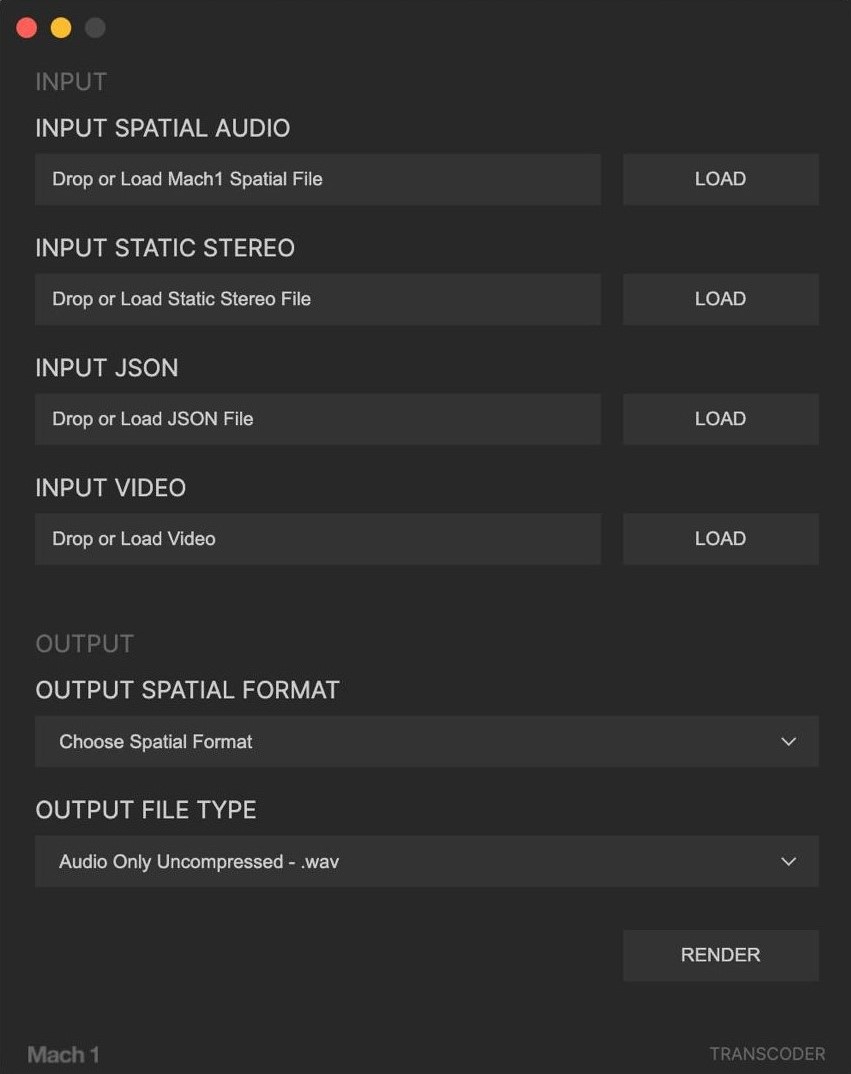 INPUT
INPUT SPATIAL AUDIO
Drop or Load Mach1 Spatial File LOAD
INPUT STATIC STEREO
Drop or Load Static Stereo File LOAD
INPUT JSON
Drop or Load JSON File LOAD
INPUT VIDEO
Drop or Load Video LOAD
OUTPUT
OUTPUT SPATIAL FORMAT
Choose Spatial Format
OUTPUT FILE TYPE
Audio Only Uncompressed - .wav
RENDER
Mach 1 TRANSCODER